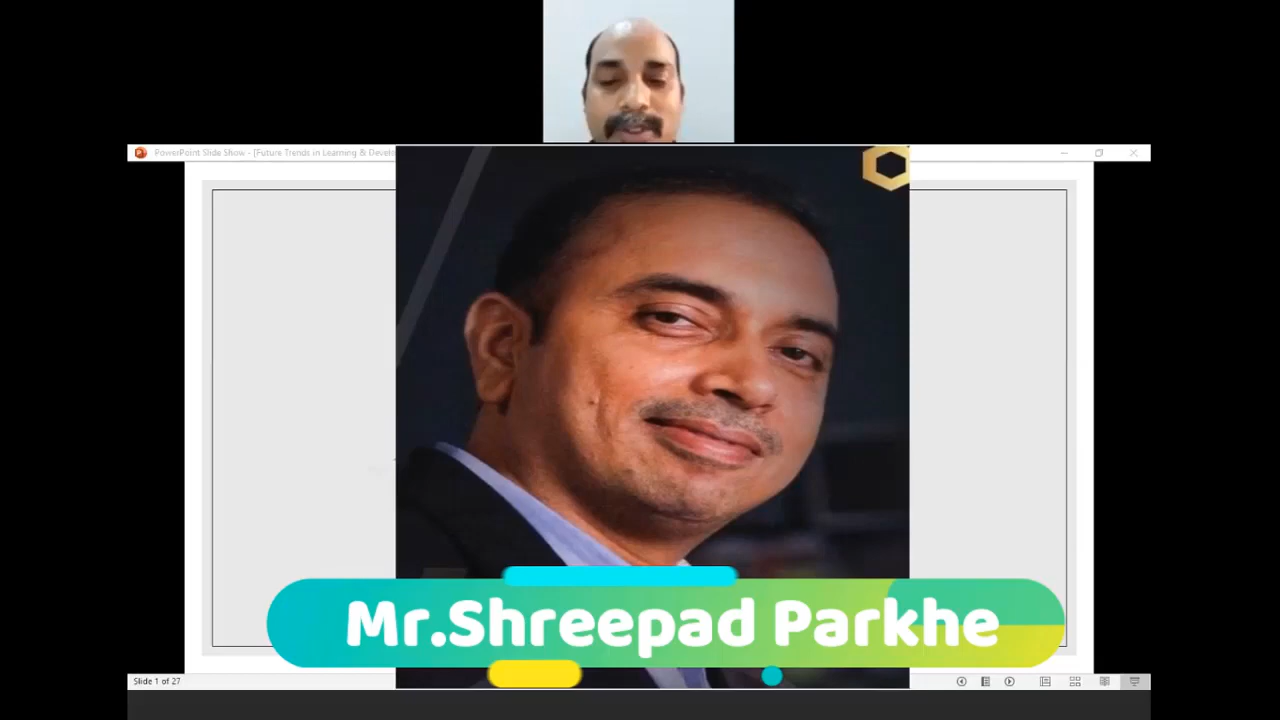 PowerPoint Slide Show - [Future Trends in Learning & Develo
Mr.Shreepad Parkhe
Slide 1 of 27